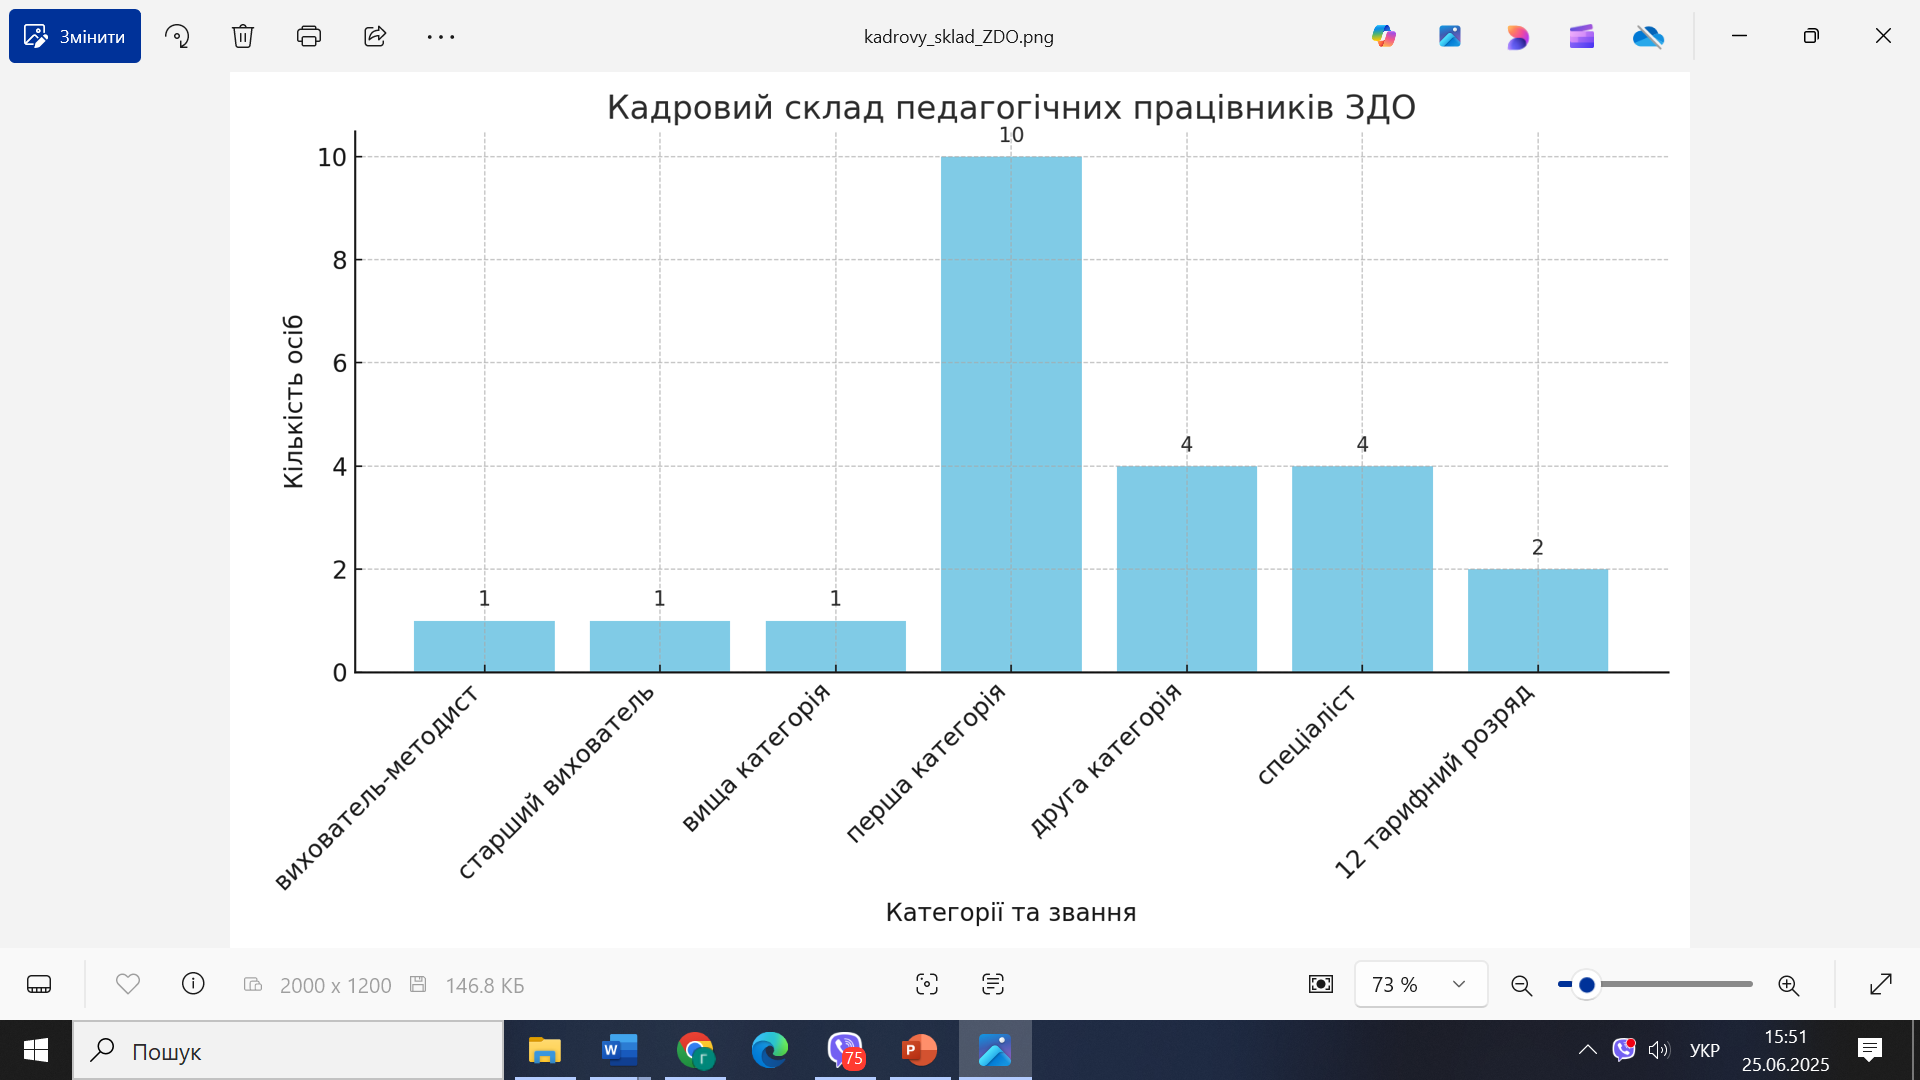 Змінити
kadrovy_sklad_ZDO.png
Кадровий склад педагогічних працівників ЗДО
10
10
8
6
4
2
0
Кількість осіб
1
1
1
4
4
2
вихователь-методист
старший вихователь
вища категорія
перша категорія
друга категорія
спеціаліст
12 тарифний розряд
Категорії та звання
2000 x 1200
146.8 КБ
73 %
Пошук
75
УКР
15:51
25.06.2025